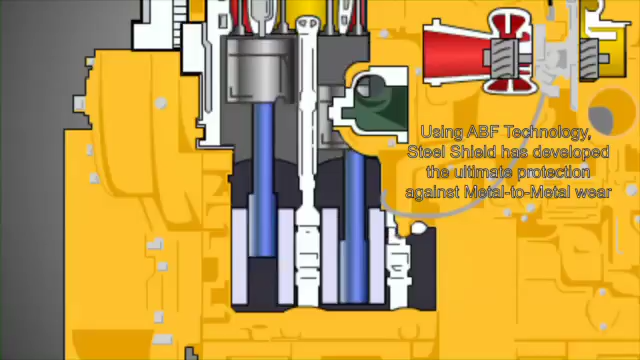 Using ABF Technology,
Steel Shield has developed
the ultimate protection
against Metal-to-Metal wear